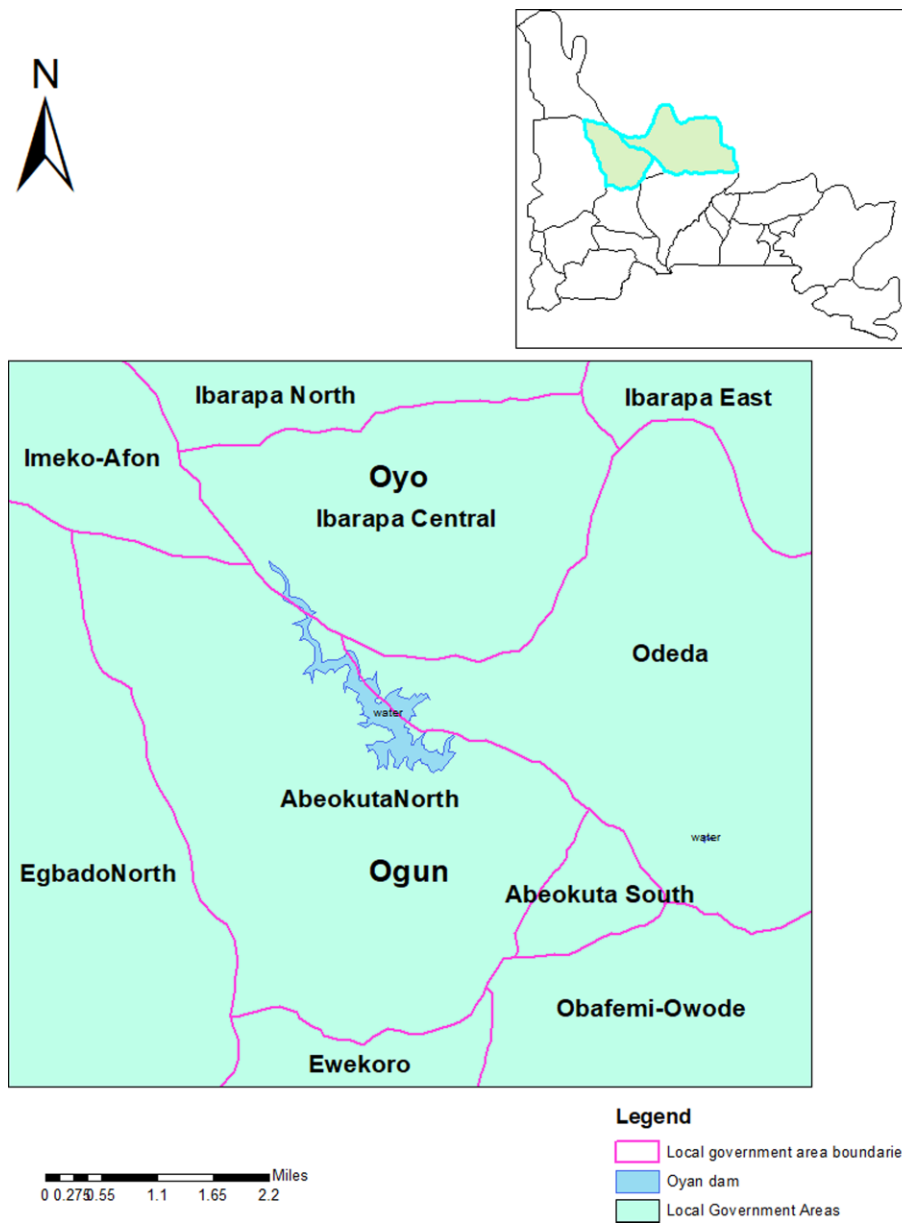 N
Ibarapa North
Ibarapa East
Imeko-Afon
Oyo
Ibarapa Central
Odeda
water
AbeokutaNorth
water
EgbadoNorth
Ogun
Abeokuta South
Obafemi-Owode
Ewekoro
Legend
Local government area boundarie
Oyan dam
Local Government Areas
Miles
0 0.275 0.55 1.1 1.65 2.2